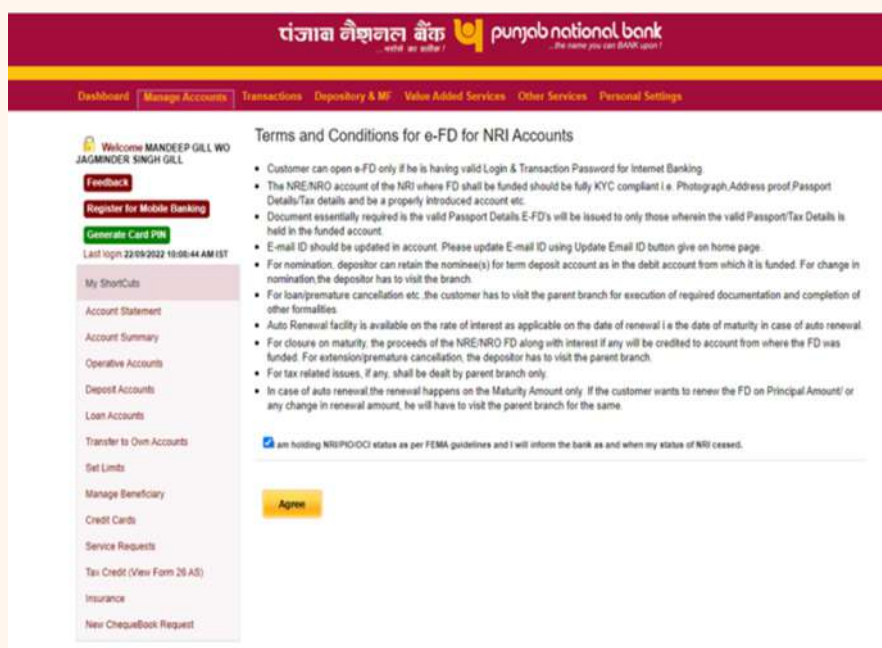 पंजाब नैशनल बैंक punjab national bank
...भरोसे का प्रतीक ! ...the name you can BANK upon !
Dashboard Manage Accounts Transactions Depository & MF Value Added Services Other Services Personal Settings
Welcome MANDEEP GILL WO
JAGMINDER SINGH GILL
Feedback
Register for Mobile Banking
Generate Card PIN
Last login 22/09/2022 10:08:44 AM IST
My ShortCuts
Account Statement
Account Summary
Operative Accounts
Deposit Accounts
Loan Accounts
Transfer to Own Accounts
Set Limits
Manage Beneficiary
Credit Cards
Service Requests
Tax Credit (View Form 26 AS)
Insurance
New ChequeBook Request
Terms and Conditions for e-FD for NRI Accounts
Customer can open e-FD only if he is having valid Login & Transaction Password for Internet Banking.
The NRE/NRO account of the NRI where FD shall be funded should be fully KYC compliant i.e. Photograph,Address proof,Passport
Details/Tax details and be a properly introduced account etc.
Document essentially required is the valid Passport Details.E-FD's will be issued to only those wherein the valid Passport/Tax Details is
held in the funded account.
E-mail ID should be updated in account. Please update E-mail ID using Update Email ID button give on home page.
For nomination, depositor can retain the nominee(s) for term deposit account as in the debit account from which it is funded. For change in
nomination,the depositor has to visit the branch.
For loan/premature cancellation etc.,the customer has to visit the parent branch for execution of required documentation and completion of
other formalities.
Auto Renewal facility is available on the rate of interest as applicable on the date of renewal i.e the date of maturity in case of auto renewal.
For closure on maturity, the proceeds of the NRE/NRO FD along with interest if any will be credited to account from where the FD was
funded. For extension/premature cancellation, the depositor has to visit the parent branch.
For tax related issues, if any, shall be dealt by parent branch only.
In case of auto renewal,the renewal happens on the Maturity Amount only. If the customer wants to renew the FD on Principal Amount/ or
any change in renewal amount, he will have to visit the parent branch for the same.
am holding NRI/PIO/OCI status as per FEMA guidelines and I will inform the bank as and when my status of NRI ceased.
Agree